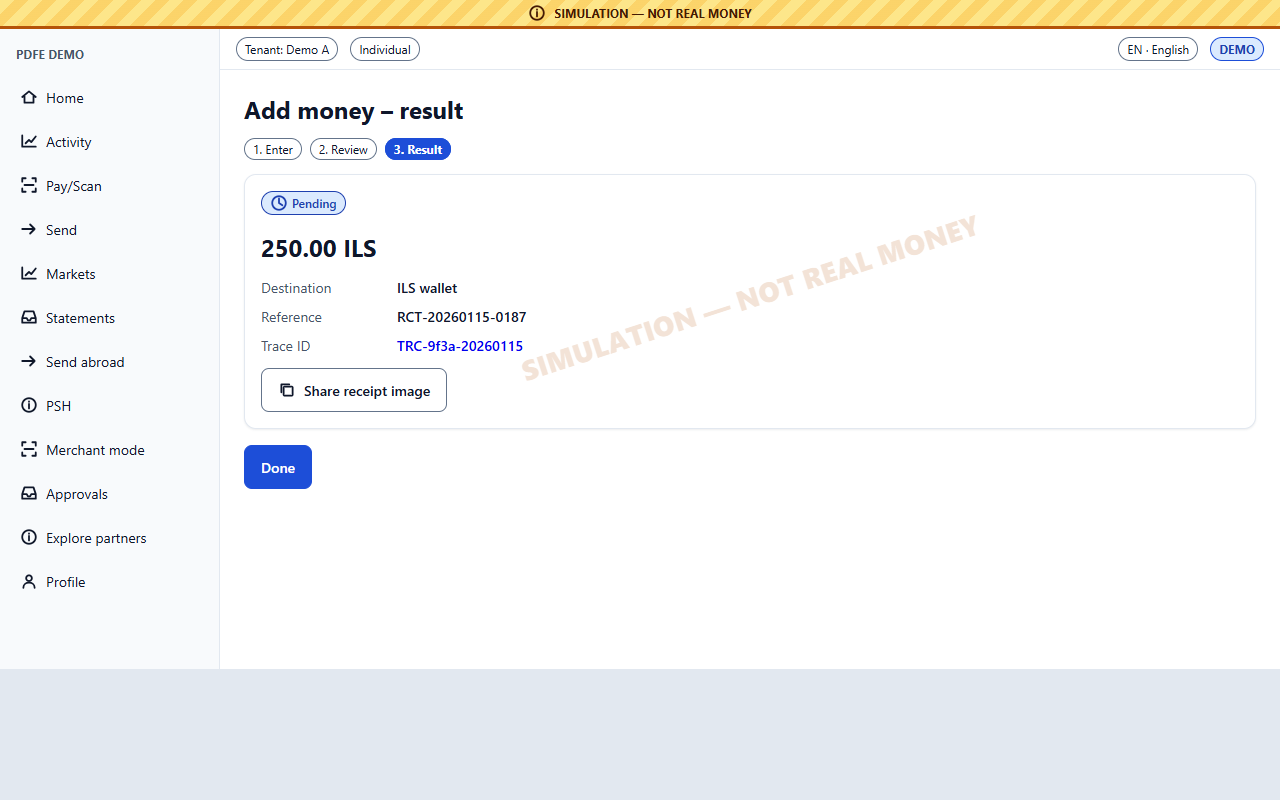 SIMULATION — NOT REAL MONEY
PDFE DEMO
Tenant: Demo A
Individual
EN · English
DEMO
Home
Activity
Pay/Scan
Send
Markets
Statements
Send abroad
PSH
Merchant mode
Approvals
Explore partners
Profile
Add money – result
1. Enter
2. Review
3. Result
Pending
250.00 ILS
Destination ILS wallet
Reference RCT-20260115-0187
Trace ID TRC-9f3a-20260115
Share receipt image
SIMULATION — NOT REAL MONEY
Done